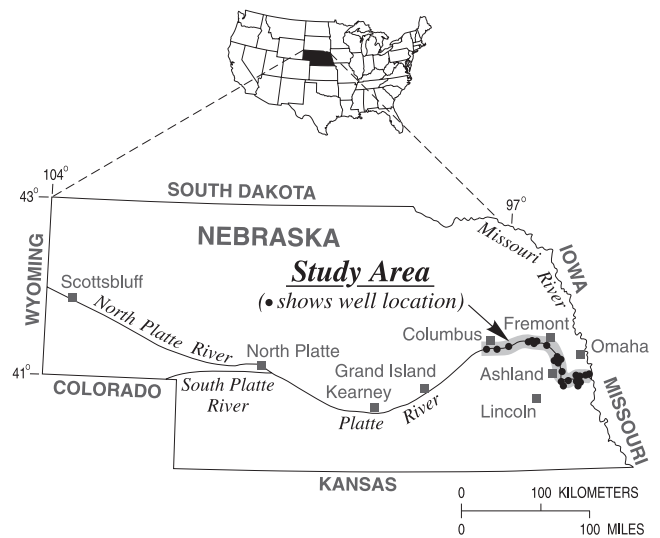 104°
43°
SOUTH DAKOTA
97°
NEBRASKA
Missouri River
IOWA
WYOMING
Study Area
(• shows well location)
Scottsbluff
North Platte River
Columbus
Fremont
Omaha
North Platte
41°
COLORADO
South Platte
River
Grand Island
Kearney
Ashland
Lincoln
Platte River
MISSOURI
KANSAS
0 100 KILOMETERS
0 100 MILES